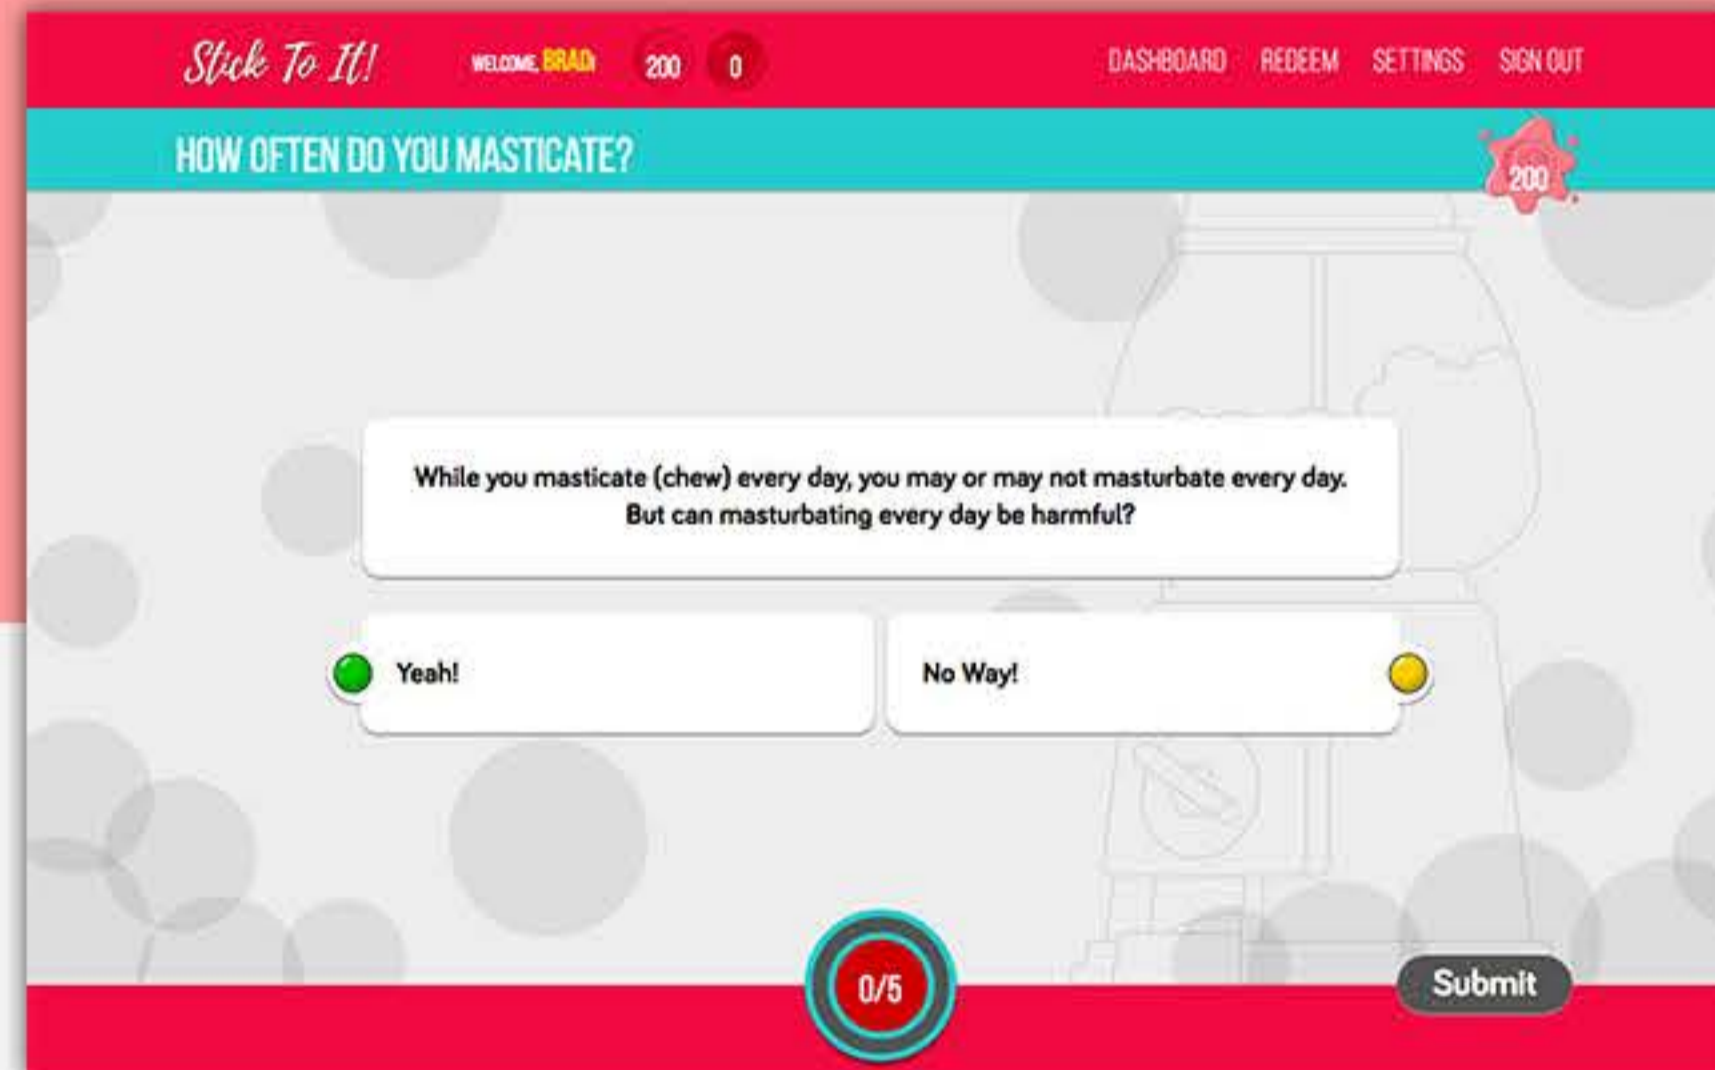 Stick To It!
WELCOME, BRAD!
200
0
DASHBOARD
REDEEM
SETTINGS
SIGN OUT
HOW OFTEN DO YOU MASTICATE?
200
While you masticate (chew) every day, you may or may not masturbate every day.
But can masturbating every day be harmful?
Yeah!
No Way!
0/5
Submit